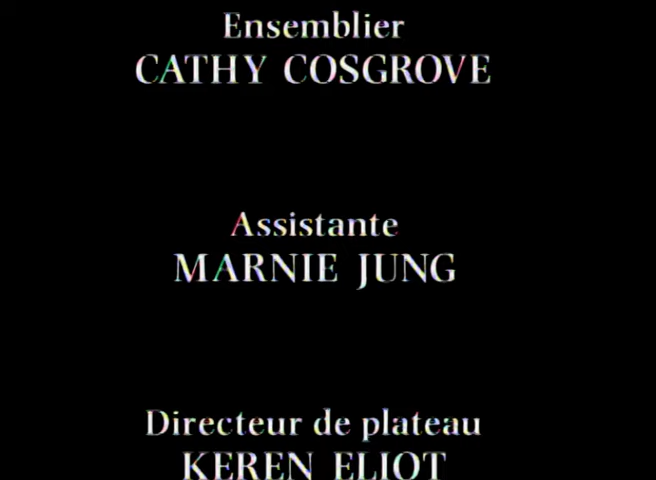 Ensemblier
CATHY COSGROVE
Assistante
MARNIE JUNG
Directeur de plateau
KEREN ELIOT